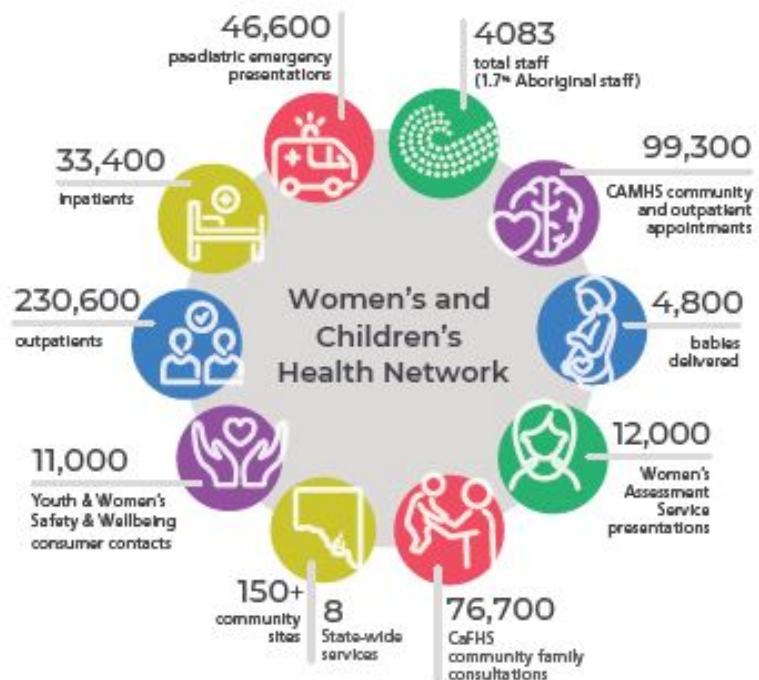 46,600
paediatric emergency
presentations
4083
total staff
(1.7% Aboriginal staff)
33,400
Inpatients
99,300
CAMHS community
and outpatient
appointments
230,600
outpatients
Women's and
Children's
Health Network
4,800
babies
delivered
11,000
Youth & Women's
Safety & Wellbeing
consumer contacts
12,000
Women's
Assessment
Service
presentations
150+
community
sites
8
State-wide
services
76,700
CaFHS
community family
consultations